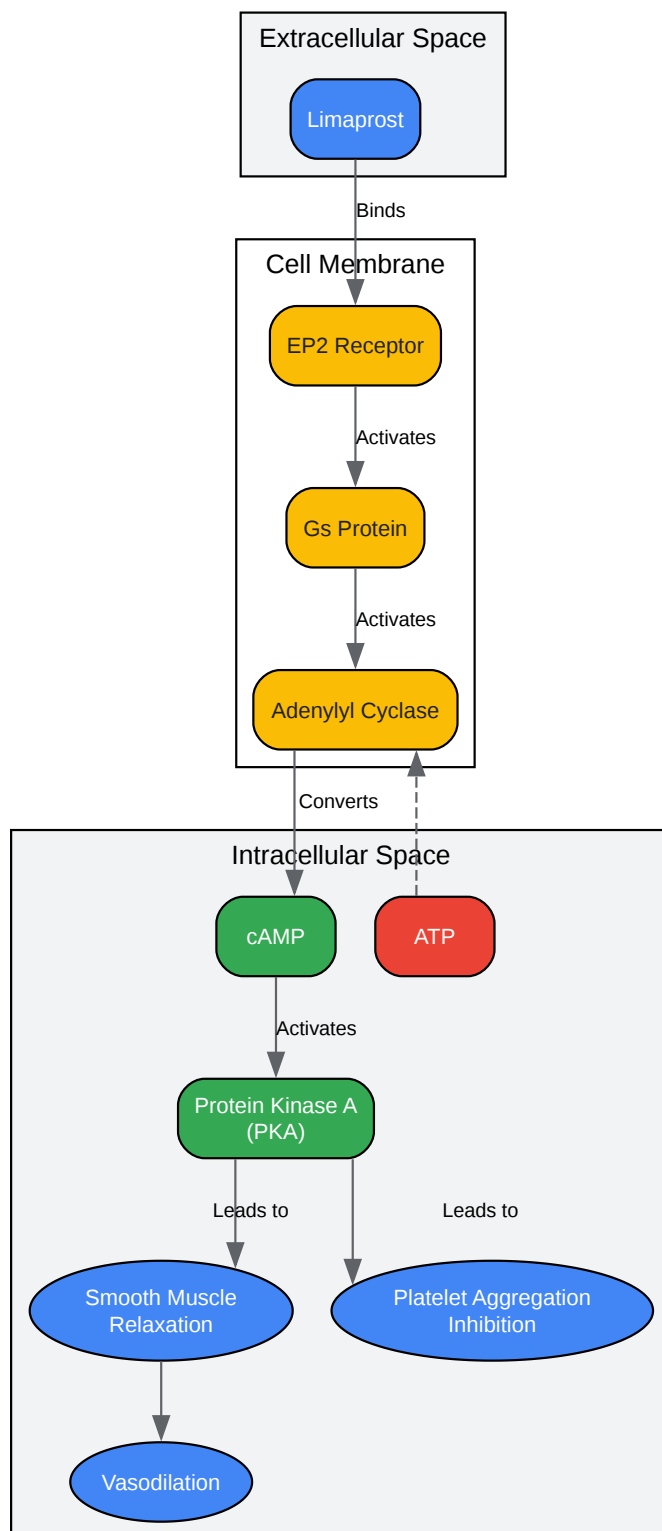 Extracellular Space
Limaprost
Binds
Cell Membrane
EP2 Receptor
Activates
Gs Protein
Activates
Adenylyl Cyclase
Converts
Intracellular Space
cAMP
ATP
Activates
Protein Kinase A
(PKA)
Leads to
Leads to
Smooth Muscle
Relaxation
Platelet Aggregation
Inhibition
Vasodilation